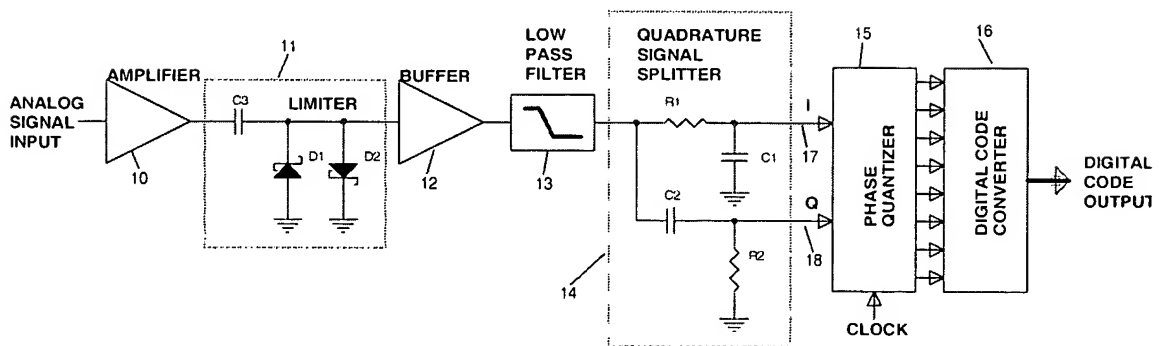 ANALOG
SIGNAL
INPUT
AMPLIFIER
10
11
C3
LIMITER
D1
D2
BUFFER
12
LOW
PASS
FILTER
13
QUADRATURE
SIGNAL
SPLITTER
R1
C1
C2
R2
14
I
17
Q
18
15
PHASE
QUANTIZER
CLOCK
16
DIGITAL CODE
CONVERTER
DIGITAL
CODE
OUTPUT